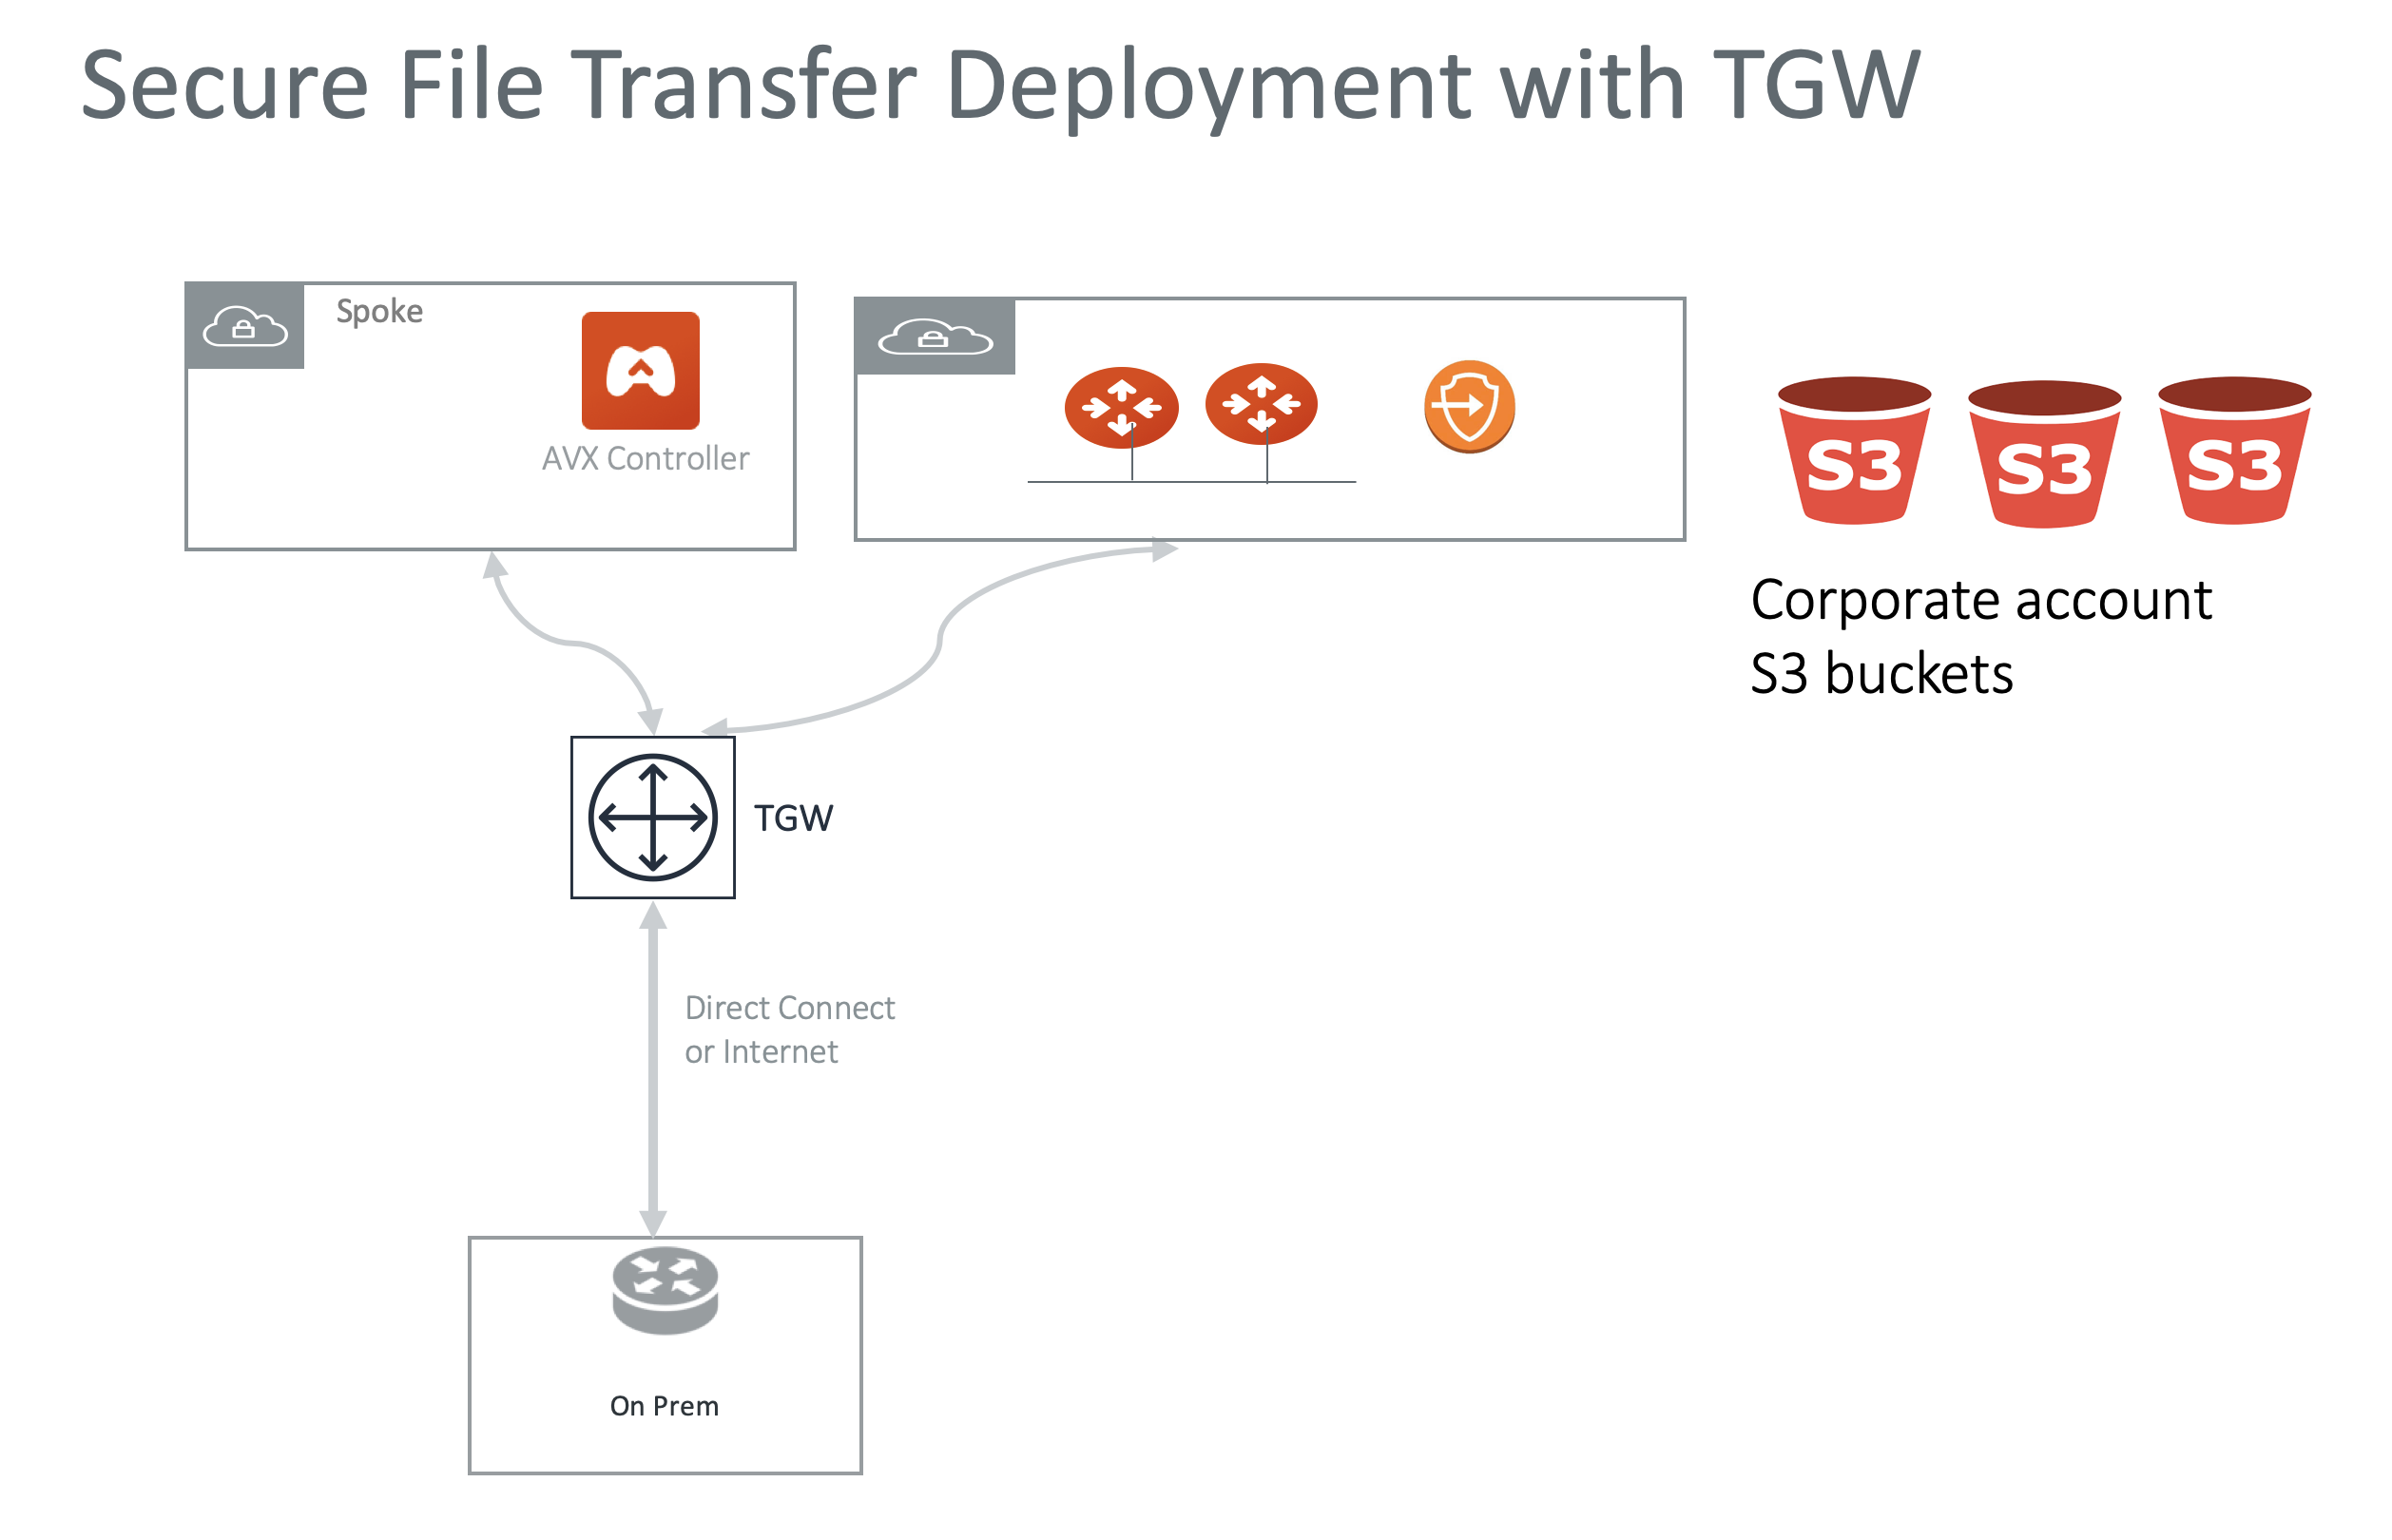 Secure File Transfer Deployment with TGW
Spoke
AVX Controller
S3
S3
S3
Corporate account
S3 buckets
TGW
Direct Connect
or Internet
On Prem